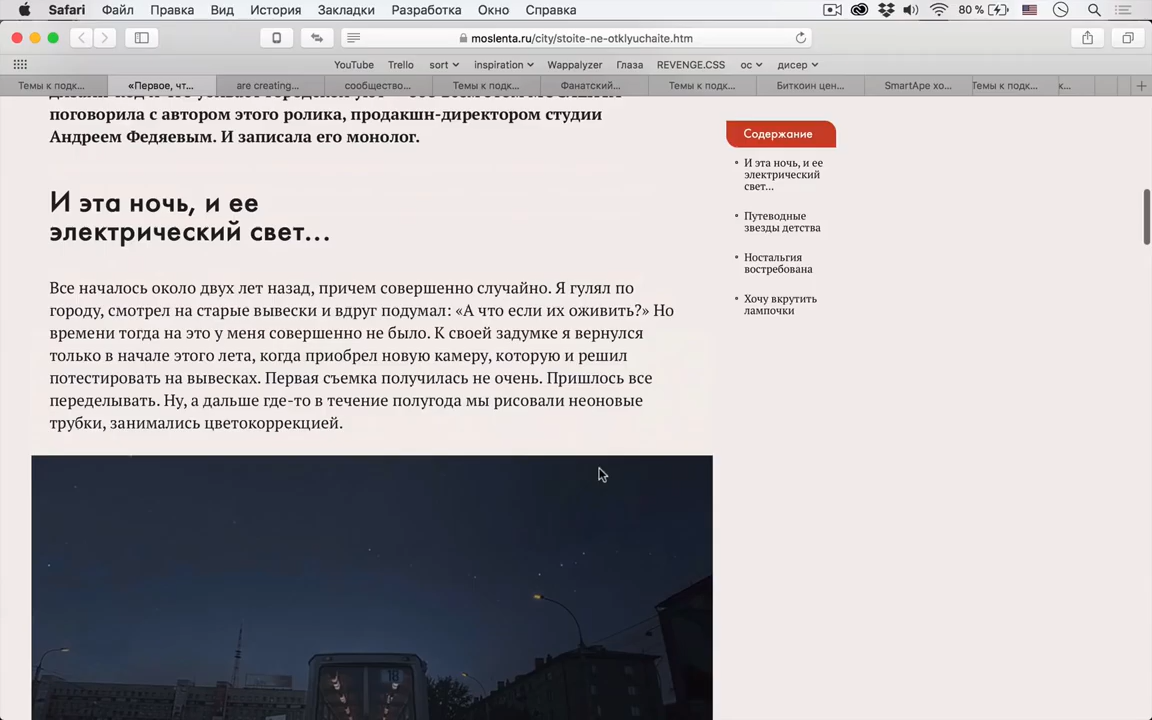 Safari Файл Правка Вид История Закладки Разработка Окно Справка 80 %
moslenta.ru/city/stoite-ne-otklyuchaite.htm
YouTube Trello sort inspiration Wappalyzer Глаза REVENGE.CSS ос дисер
Темы к подк... «Первое, чт... are creating... сообщество... Темы к подк... Фанатский... Темы к подк... Биткоин цен... SmartApe хо... Темы к подк... к...
поговорила с автором этого ролика, продакшн-директором студии
Андреем Федяевым. И записала его монолог.
И эта ночь, и ее
электрический свет...
Все началось около двух лет назад, причем совершенно случайно. Я гулял по
городу, смотрел на старые вывески и вдруг подумал: «А что если их оживить?» Но
времени тогда на это у меня совершенно не было. К своей задумке я вернулся
только в начале этого лета, когда приобрел новую камеру, которую и решил
потестировать на вывесках. Первая съемка получилась не очень. Пришлось все
переделывать. Ну, а дальше где-то в течение полугода мы рисовали неоновые
трубки, занимались цветокоррекцией.
18
Содержание
И эта ночь, и ее
электрический
свет...
Путеводные
звезды детства
Ностальгия
востребована
Хочу вкрутить
лампочки